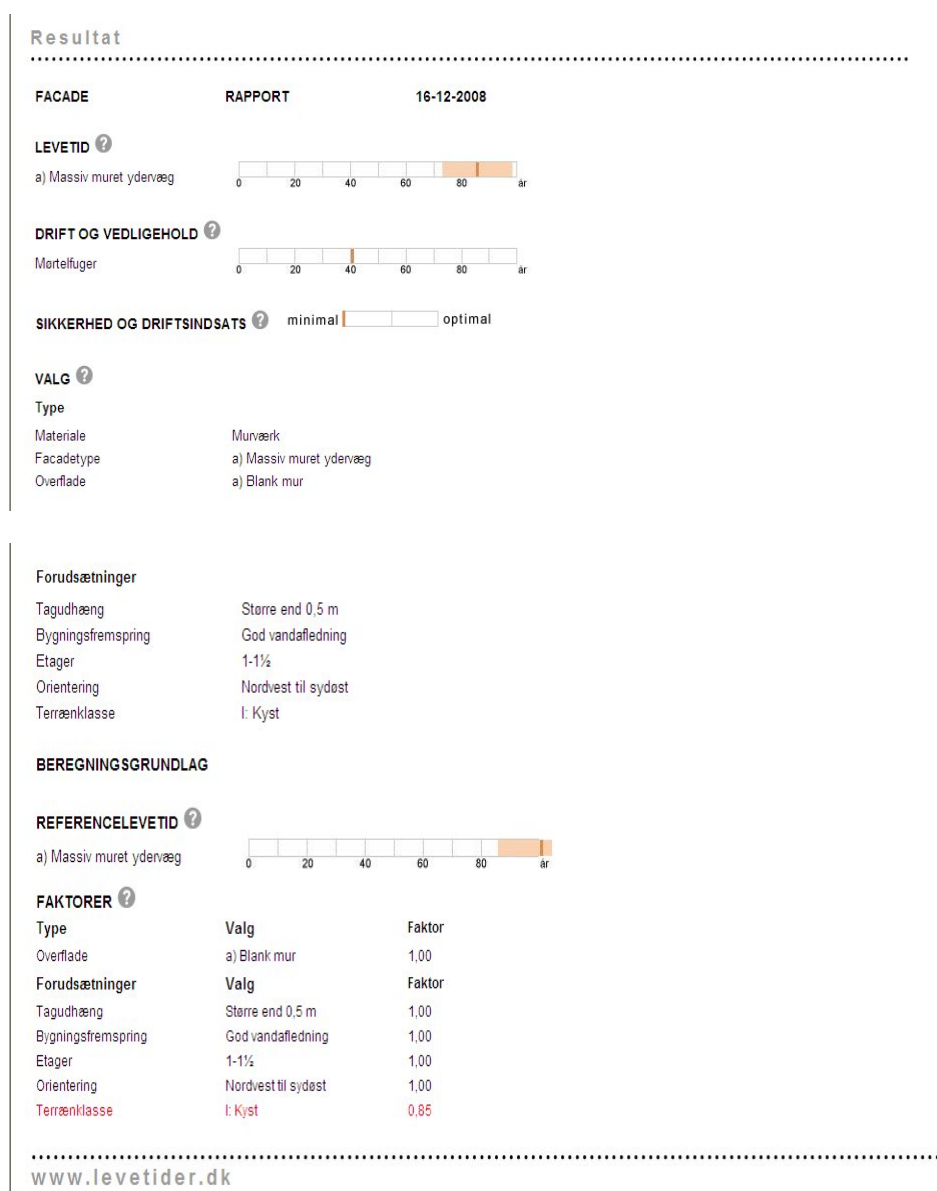 Resultat
FACADE RAPPORT 16-12-2008
LEVETID ?
a) Massiv muret ydervæg
0 20 40 60 80 år
DRIFT OG VEDLIGEHOLD ?
Mørtelfuger
0 20 40 60 80 år
SIKKERHED OG DRIFTSINDSATS ? minimal optimal
VALG ?
Type
Materiale Murværk
Facadetype a) Massiv muret ydervæg
Overflade a) Blank mur
Forudsætninger
Tagudhæng Større end 0,5 m
Bygningsfremspring God vandafledning
Etager 1-1½
Orientering Nordvest til sydøst
Terrænklasse I: Kyst
BEREGNINGSGRUNDLAG
REFERENCELEVETID ?
a) Massiv muret ydervæg
0 20 40 60 80 år
FAKTORER ?
Type Valg Faktor
Overflade a) Blank mur 1,00
Forudsætninger Valg Faktor
Tagudhæng Større end 0,5 m 1,00
Bygningsfremspring God vandafledning 1,00
Etager 1-1½ 1,00
Orientering Nordvest til sydøst 1,00
Terrænklasse I: Kyst 0,85
www.levetider.dk